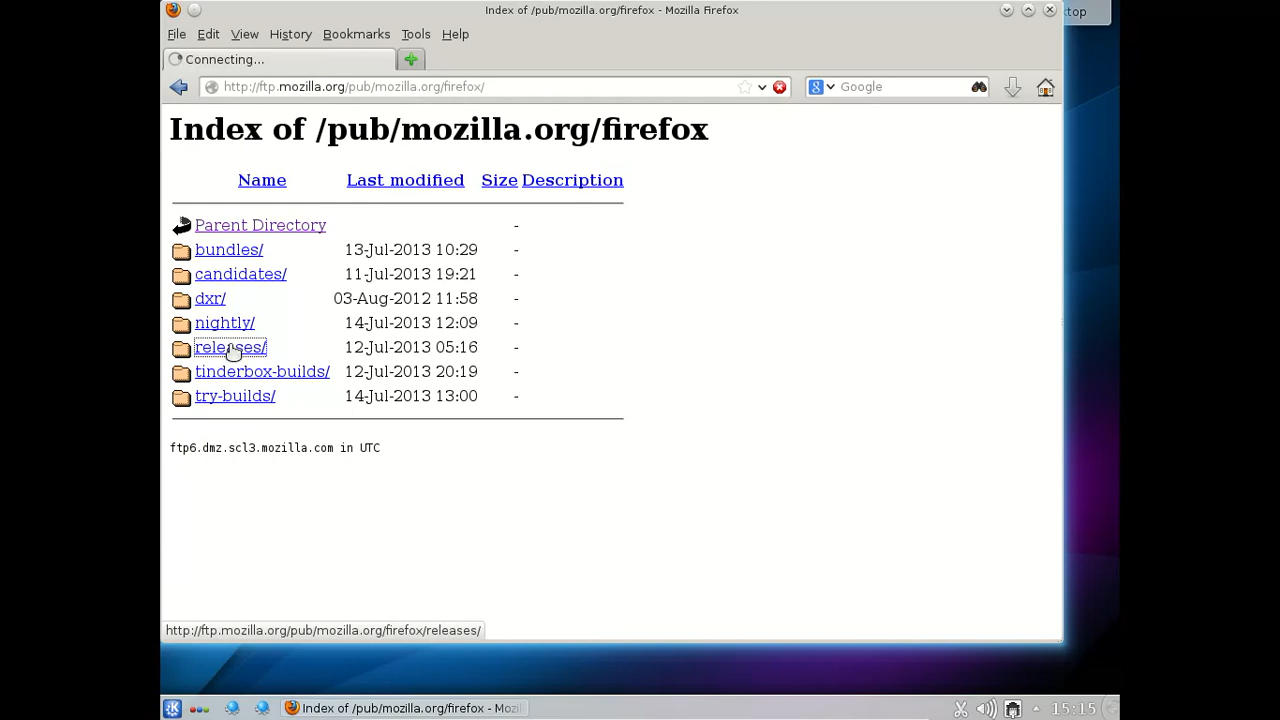 Index of /pub/mozilla.org/firefox - Mozilla Firefox
top
File Edit View History Bookmarks Tools Help
Connecting...
http://ftp.mozilla.org/pub/mozilla.org/firefox/
Google
Index of /pub/mozilla.org/firefox
Name Last modified Size Description
Parent Directory -
bundles/ 13-Jul-2013 10:29 -
candidates/ 11-Jul-2013 19:21 -
dxr/ 03-Aug-2012 11:58 -
nightly/ 14-Jul-2013 12:09 -
releases/ 12-Jul-2013 05:16 -
tinderbox-builds/ 12-Jul-2013 20:19 -
try-builds/ 14-Jul-2013 13:00 -
ftp6.dmz.scl3.mozilla.com in UTC
http://ftp.mozilla.org/pub/mozilla.org/firefox/releases/
Index of /pub/mozilla.org/firefox - Mozil
15:15